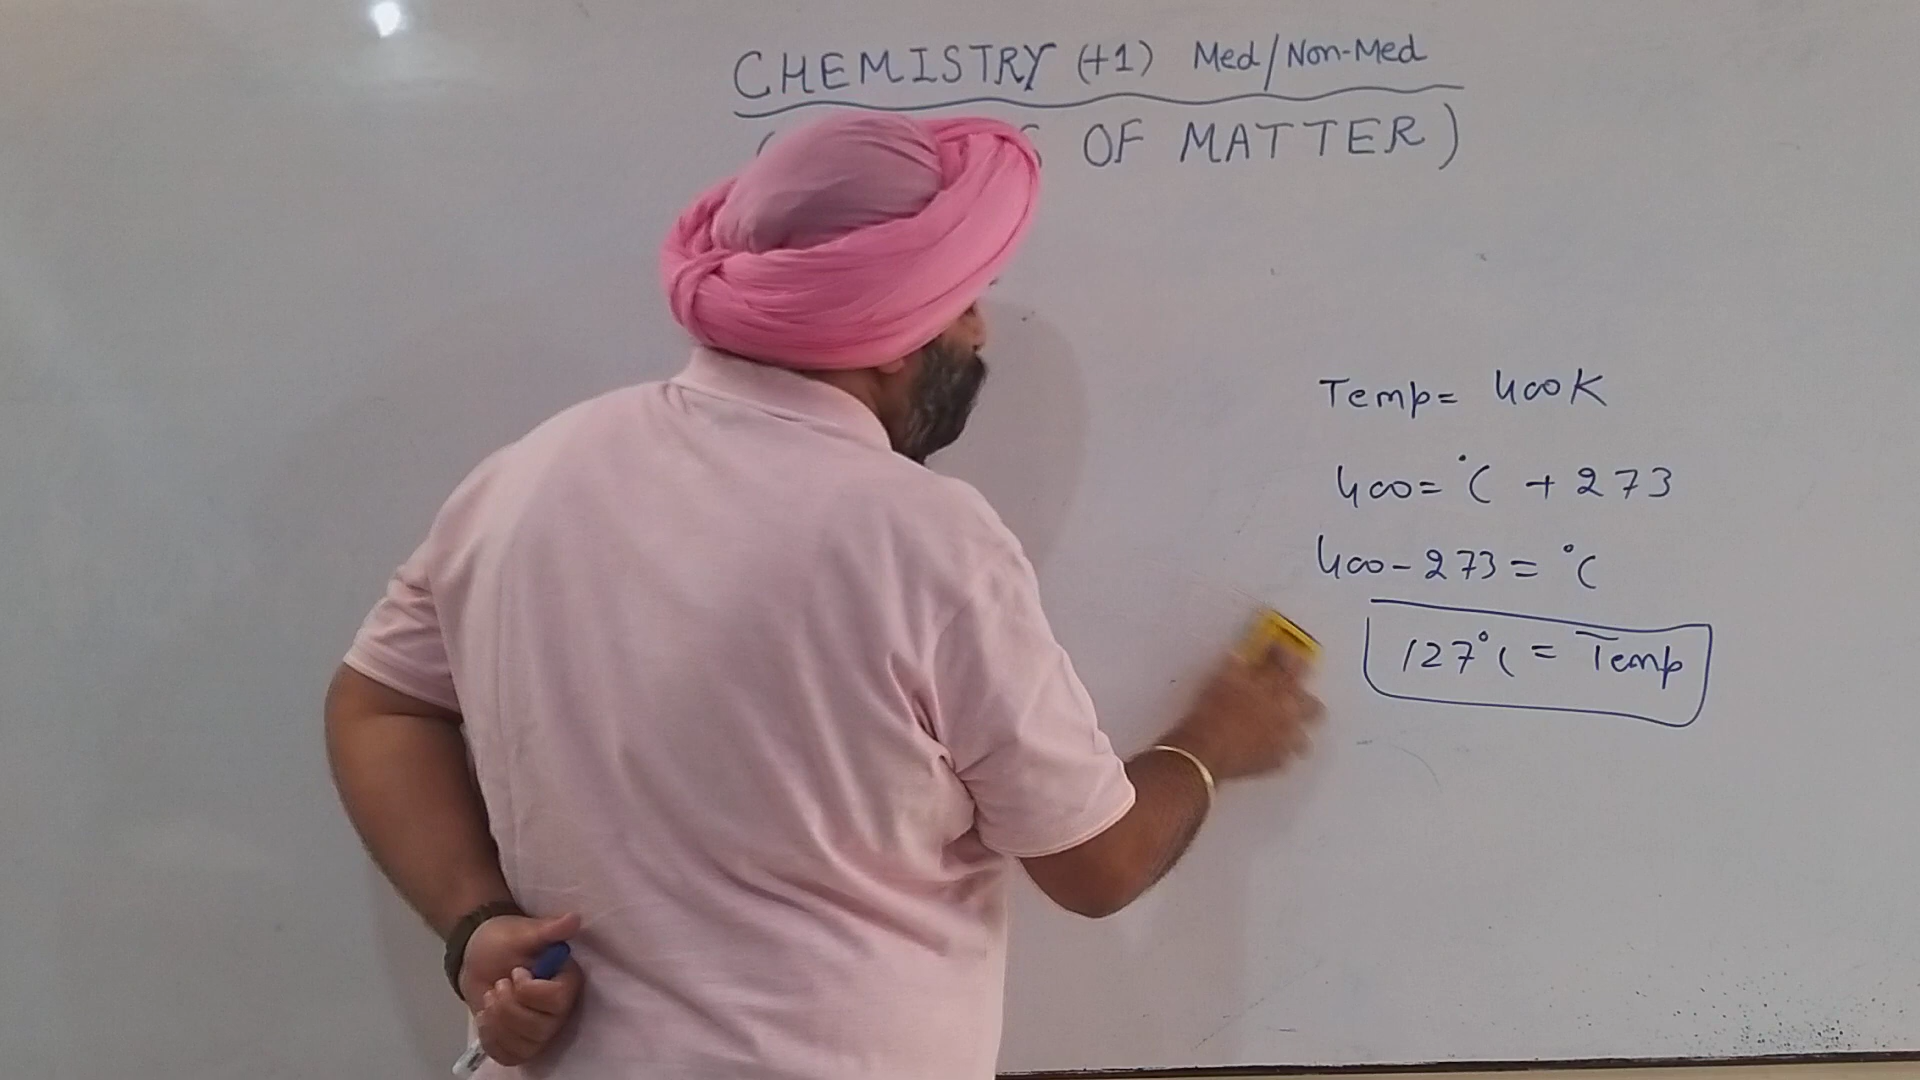 CHEMISTRY (+1) Med/Non-Med
OF MATTER)
Temp = 400K
400 = °C + 273
400 - 273 = °C
127°C = Temp